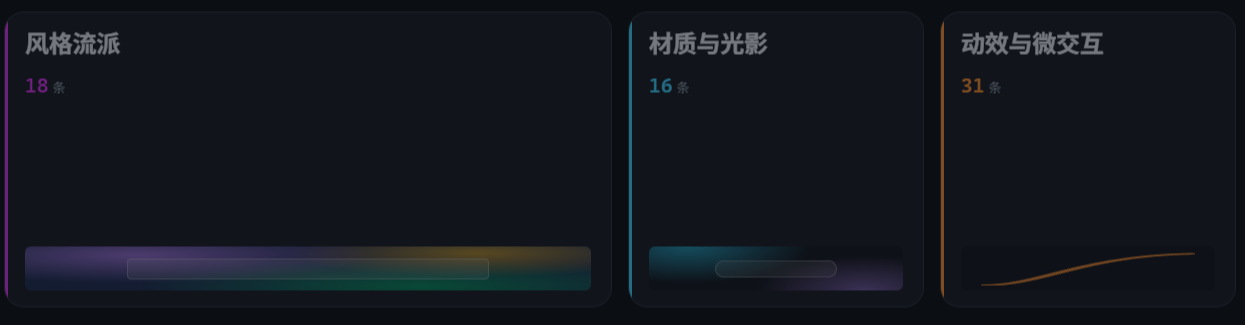 风格流派
18 条
材质与光影
16 条
动效与微交互
31 条